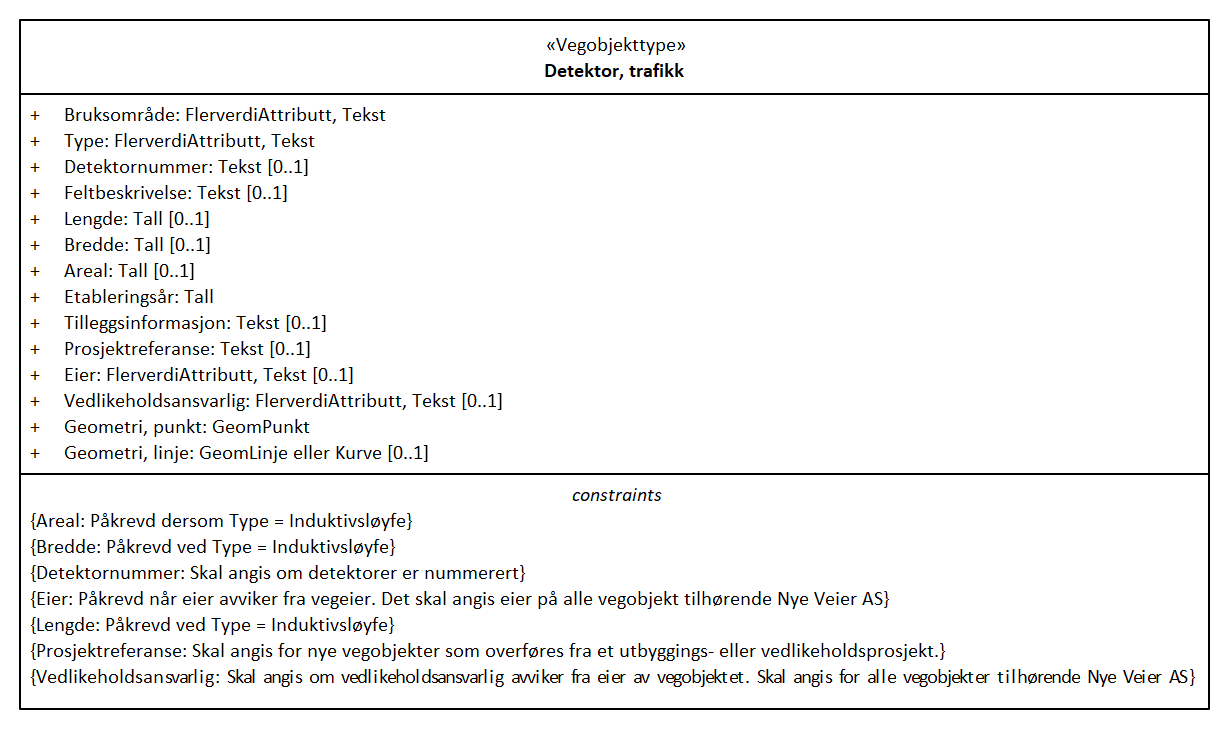 «Vegobjekttype»
Detektor, trafikk
+ Bruksområde: FlerverdiAttributt, Tekst
+ Type: FlerverdiAttributt, Tekst
+ Detektornummer: Tekst [0..1]
+ Feltbeskrivelse: Tekst [0..1]
+ Lengde: Tall [0..1]
+ Bredde: Tall [0..1]
+ Areal: Tall [0..1]
+ Etableringsår: Tall
+ Tilleggsinformasjon: Tekst [0..1]
+ Prosjektreferanse: Tekst [0..1]
+ Eier: FlerverdiAttributt, Tekst [0..1]
+ Vedlikeholdsansvarlig: FlerverdiAttributt, Tekst [0..1]
+ Geometri, punkt: GeomPunkt
+ Geometri, linje: GeomLinje eller Kurve [0..1]
constraints
{Areal: Påkrevd dersom Type = Induktivsløyfe}
{Bredde: Påkrevd ved Type = Induktivsløyfe}
{Detektornummer: Skal angis om detektorer er nummerert}
{Eier: Påkrevd når eier avviker fra vegeier. Det skal angis eier på alle vegobjekt tilhørende Nye Veier AS}
{Lengde: Påkrevd ved Type = Induktivsløyfe}
{Prosjektreferanse: Skal angis for nye vegobjekter som overføres fra et utbyggings- eller vedlikeholdsprosjekt.}
{Vedlikeholdsansvarlig: Skal angis om vedlikeholdsansvarlig avviker fra eier av vegobjektet. Skal angis for alle vegobjekter tilhørende Nye Veier AS}